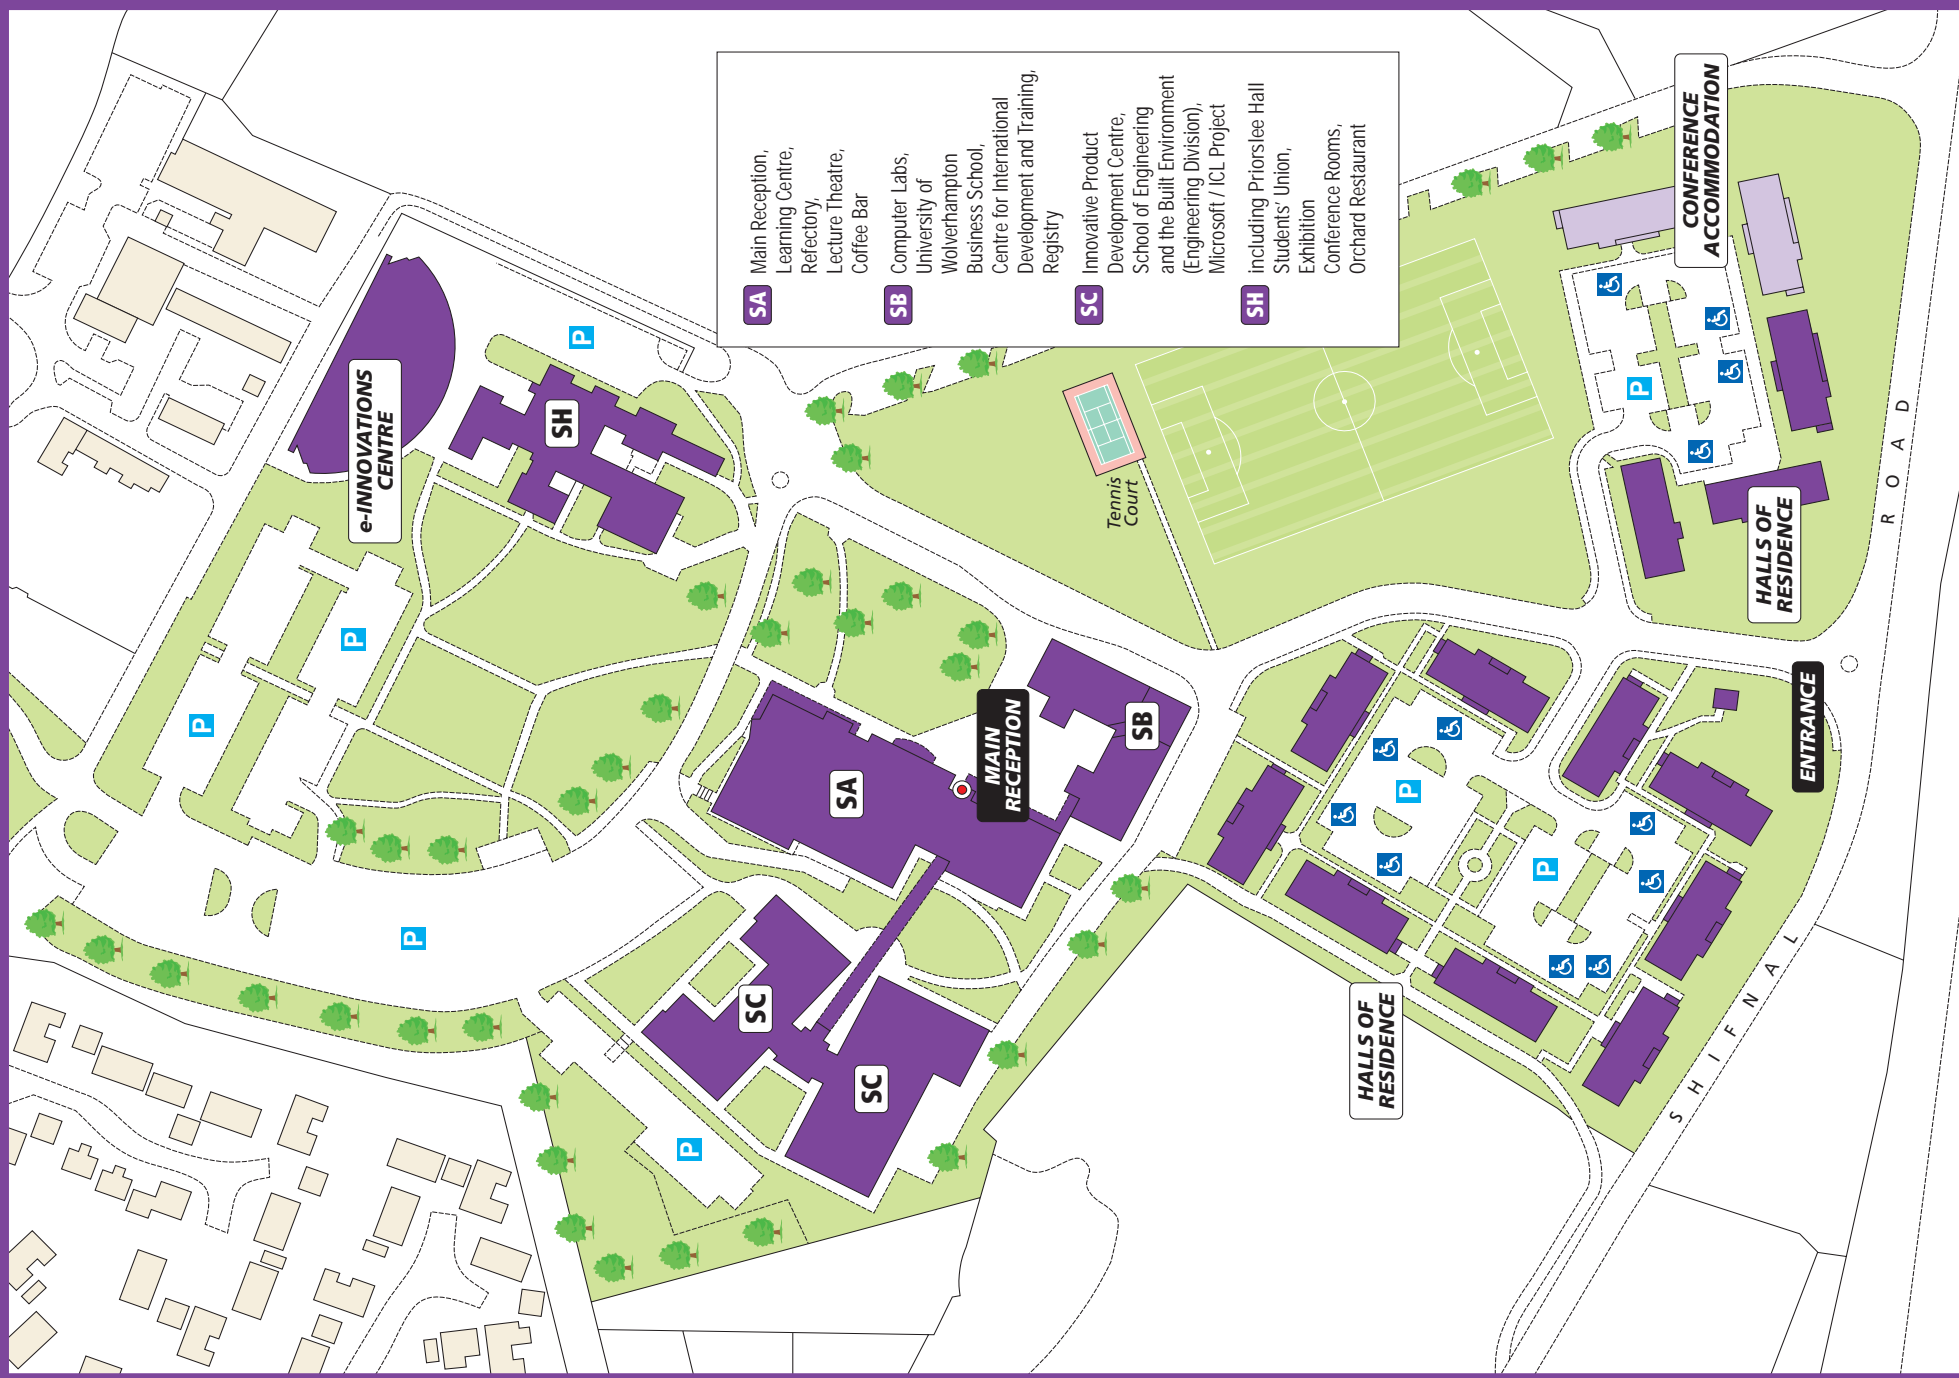 SA
Main Reception,
Learning Centre,
Refectory,
Lecture Theatre,
Coffee Bar
SB
Computer Labs,
University of
Wolverhampton
Business School,
Centre for International
Development and Training,
Registry
SC
Innovative Product
Development Centre,
School of Engineering
and the Built Environment
(Engineering Division),
Microsoft / ICL Project
SH
including Priorslee Hall
Students' Union,
Exhibition
Conference Rooms,
Orchard Restaurant
CONFERENCE
ACCOMMODATION
e-INNOVATIONS
CENTRE
SH
P
P
P
P
P
P
P
P
Tennis
Court
HALLS OF
RESIDENCE
ROAD
SA
MAIN
RECEPTION
SB
ENTRANCE
SC
SC
HALLS OF
RESIDENCE
SHIFNAL